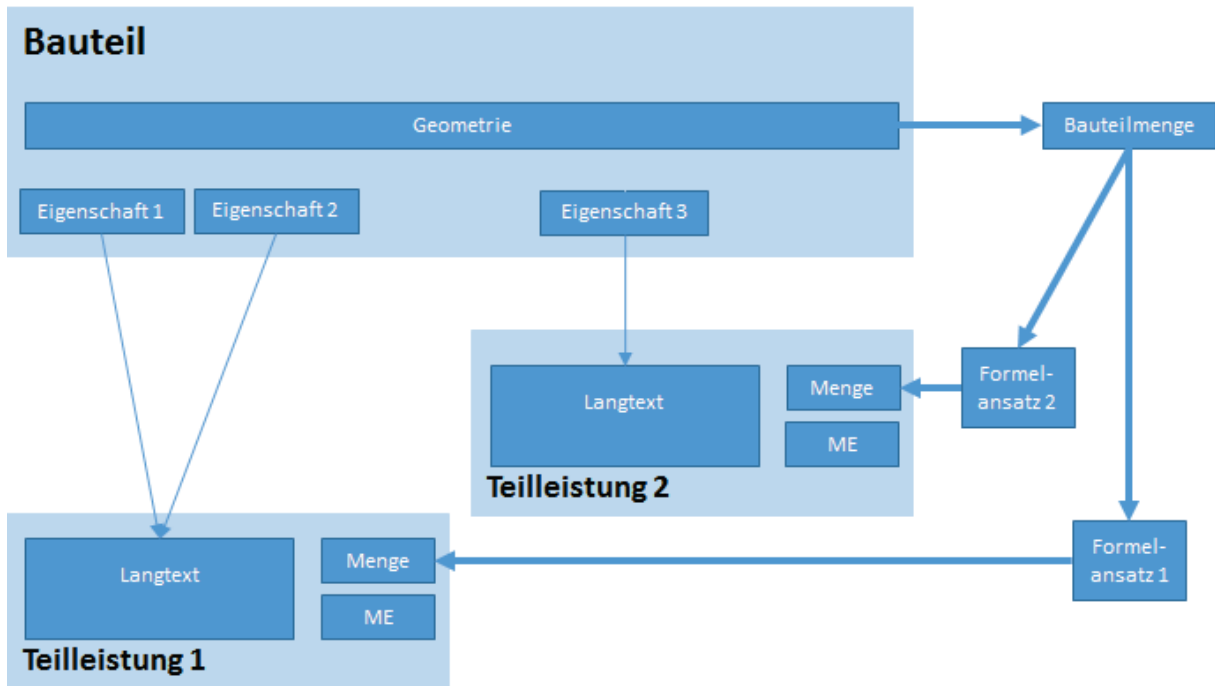 Bauteil
Geometrie
Bauteilmenge
Eigenschaft 1
Eigenschaft 2
Eigenschaft 3
Langtext
Menge
ME
Teilleistung 2
Formel-
ansatz 2
Langtext
Menge
ME
Teilleistung 1
Formel-
ansatz 1